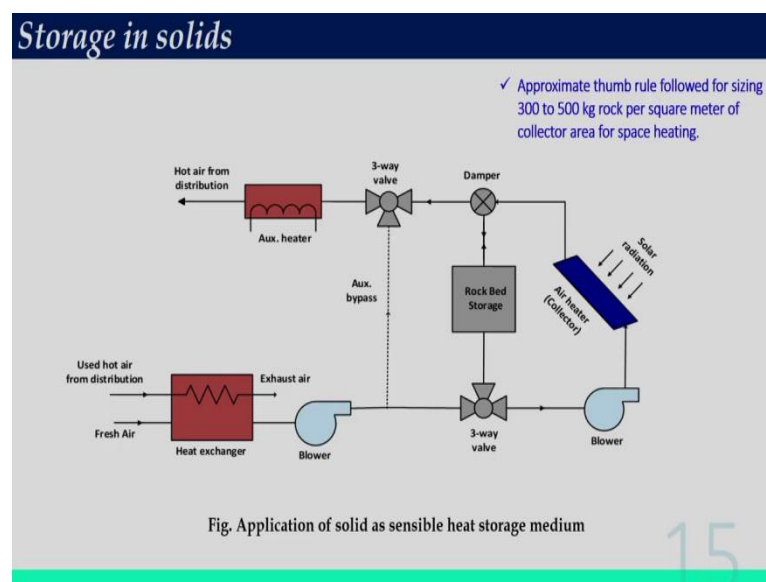 Storage in solids
✓ Approximate thumb rule followed for sizing
300 to 500 kg rock per square meter of
collector area for space heating.
Hot air from
distribution
3-way
valve
Damper
Aux. heater
Solar
radiation
Aux.
bypass
Rock Bed
Storage
Air heater
(Collector)
Used hot air
from distribution
Exhaust air
Fresh Air
Heat exchanger
Blower
3-way
valve
Blower
Fig. Application of solid as sensible heat storage medium
15